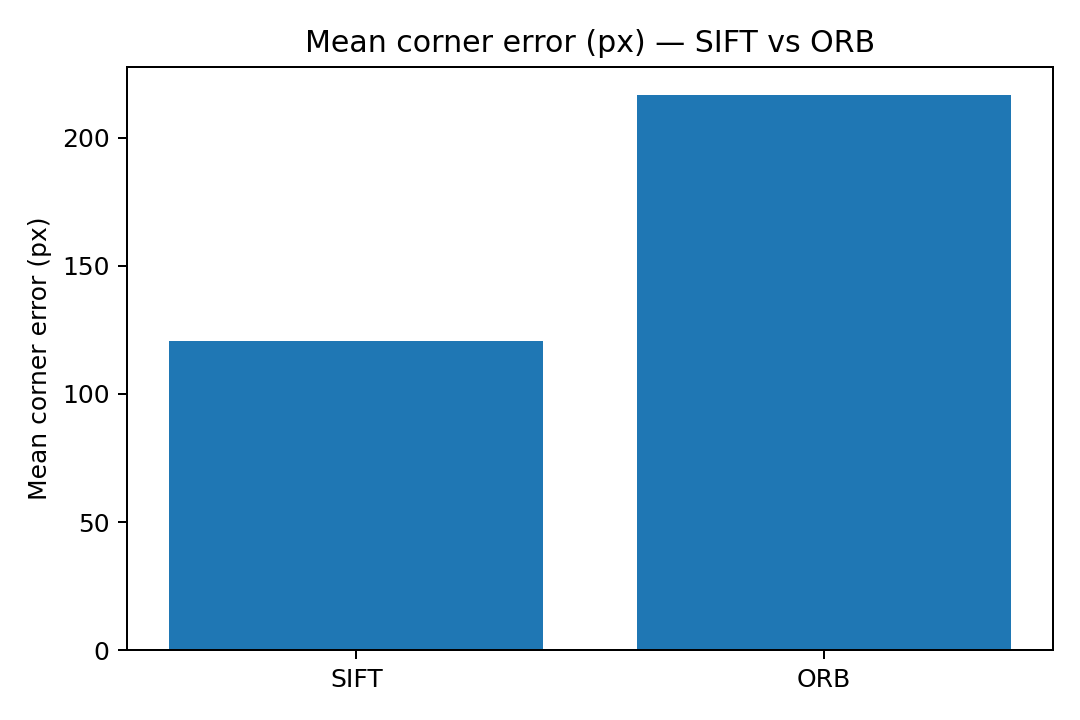 Mean corner error (px) — SIFT vs ORB
Mean corner error (px)
200
150
100
50
0
SIFT
ORB